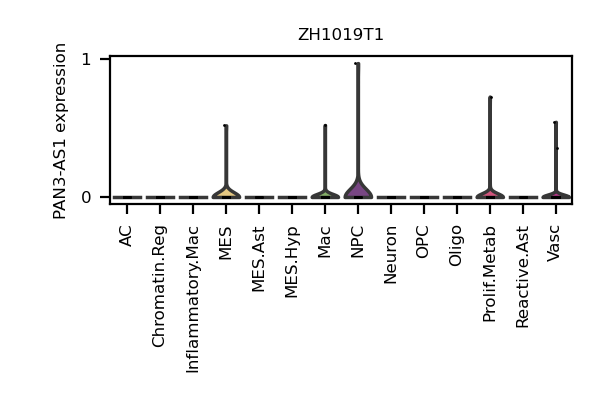 ZH1019T1
PAN3-AS1 expression
1
0
AC
Chromatin.Reg
Inflammatory.Mac
MES
MES.Ast
MES.Hyp
Mac
NPC
Neuron
OPC
Oligo
Prolif.Metab
Reactive.Ast
Vasc